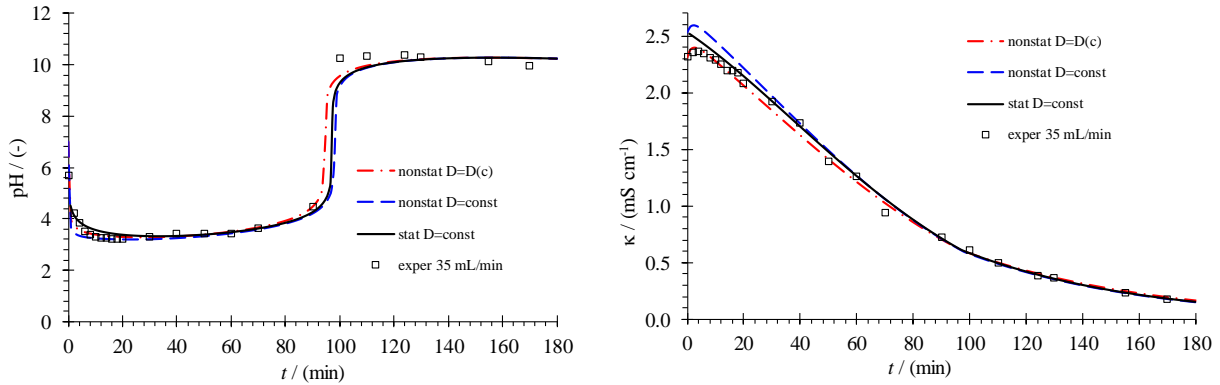 12
10
8
6
4
2
0
pH / (-)
nonstat D=D(c)
nonstat D=const
stat D=const
exper 35 mL/min
0 20 40 60 80 100 120 140 160 180
t / (min)
2.5
2.0
1.5
1.0
0.5
0.0
κ / (mS cm⁻¹)
nonstat D=D(c)
nonstat D=const
stat D=const
exper 35 mL/min
0 20 40 60 80 100 120 140 160 180
t / (min)